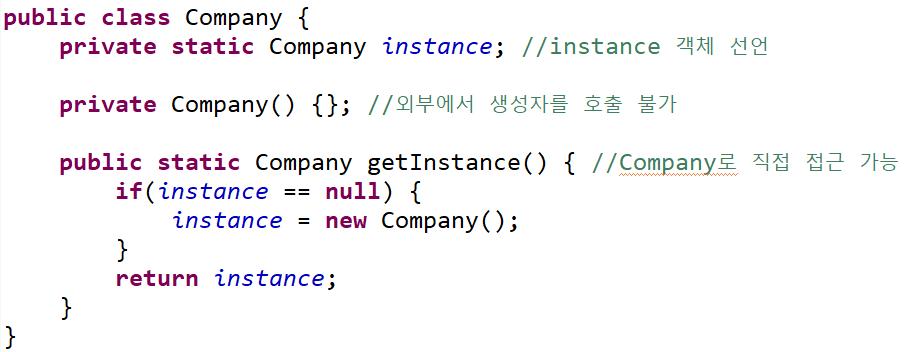 public class Company {
    private static Company instance; //instance 객체 선언
    private Company() {}; //외부에서 생성자를 호출 불가
    public static Company getInstance() { //Company로 직접 접근 가능
        if(instance == null) {
            instance = new Company();
        }
        return instance;
    }
}